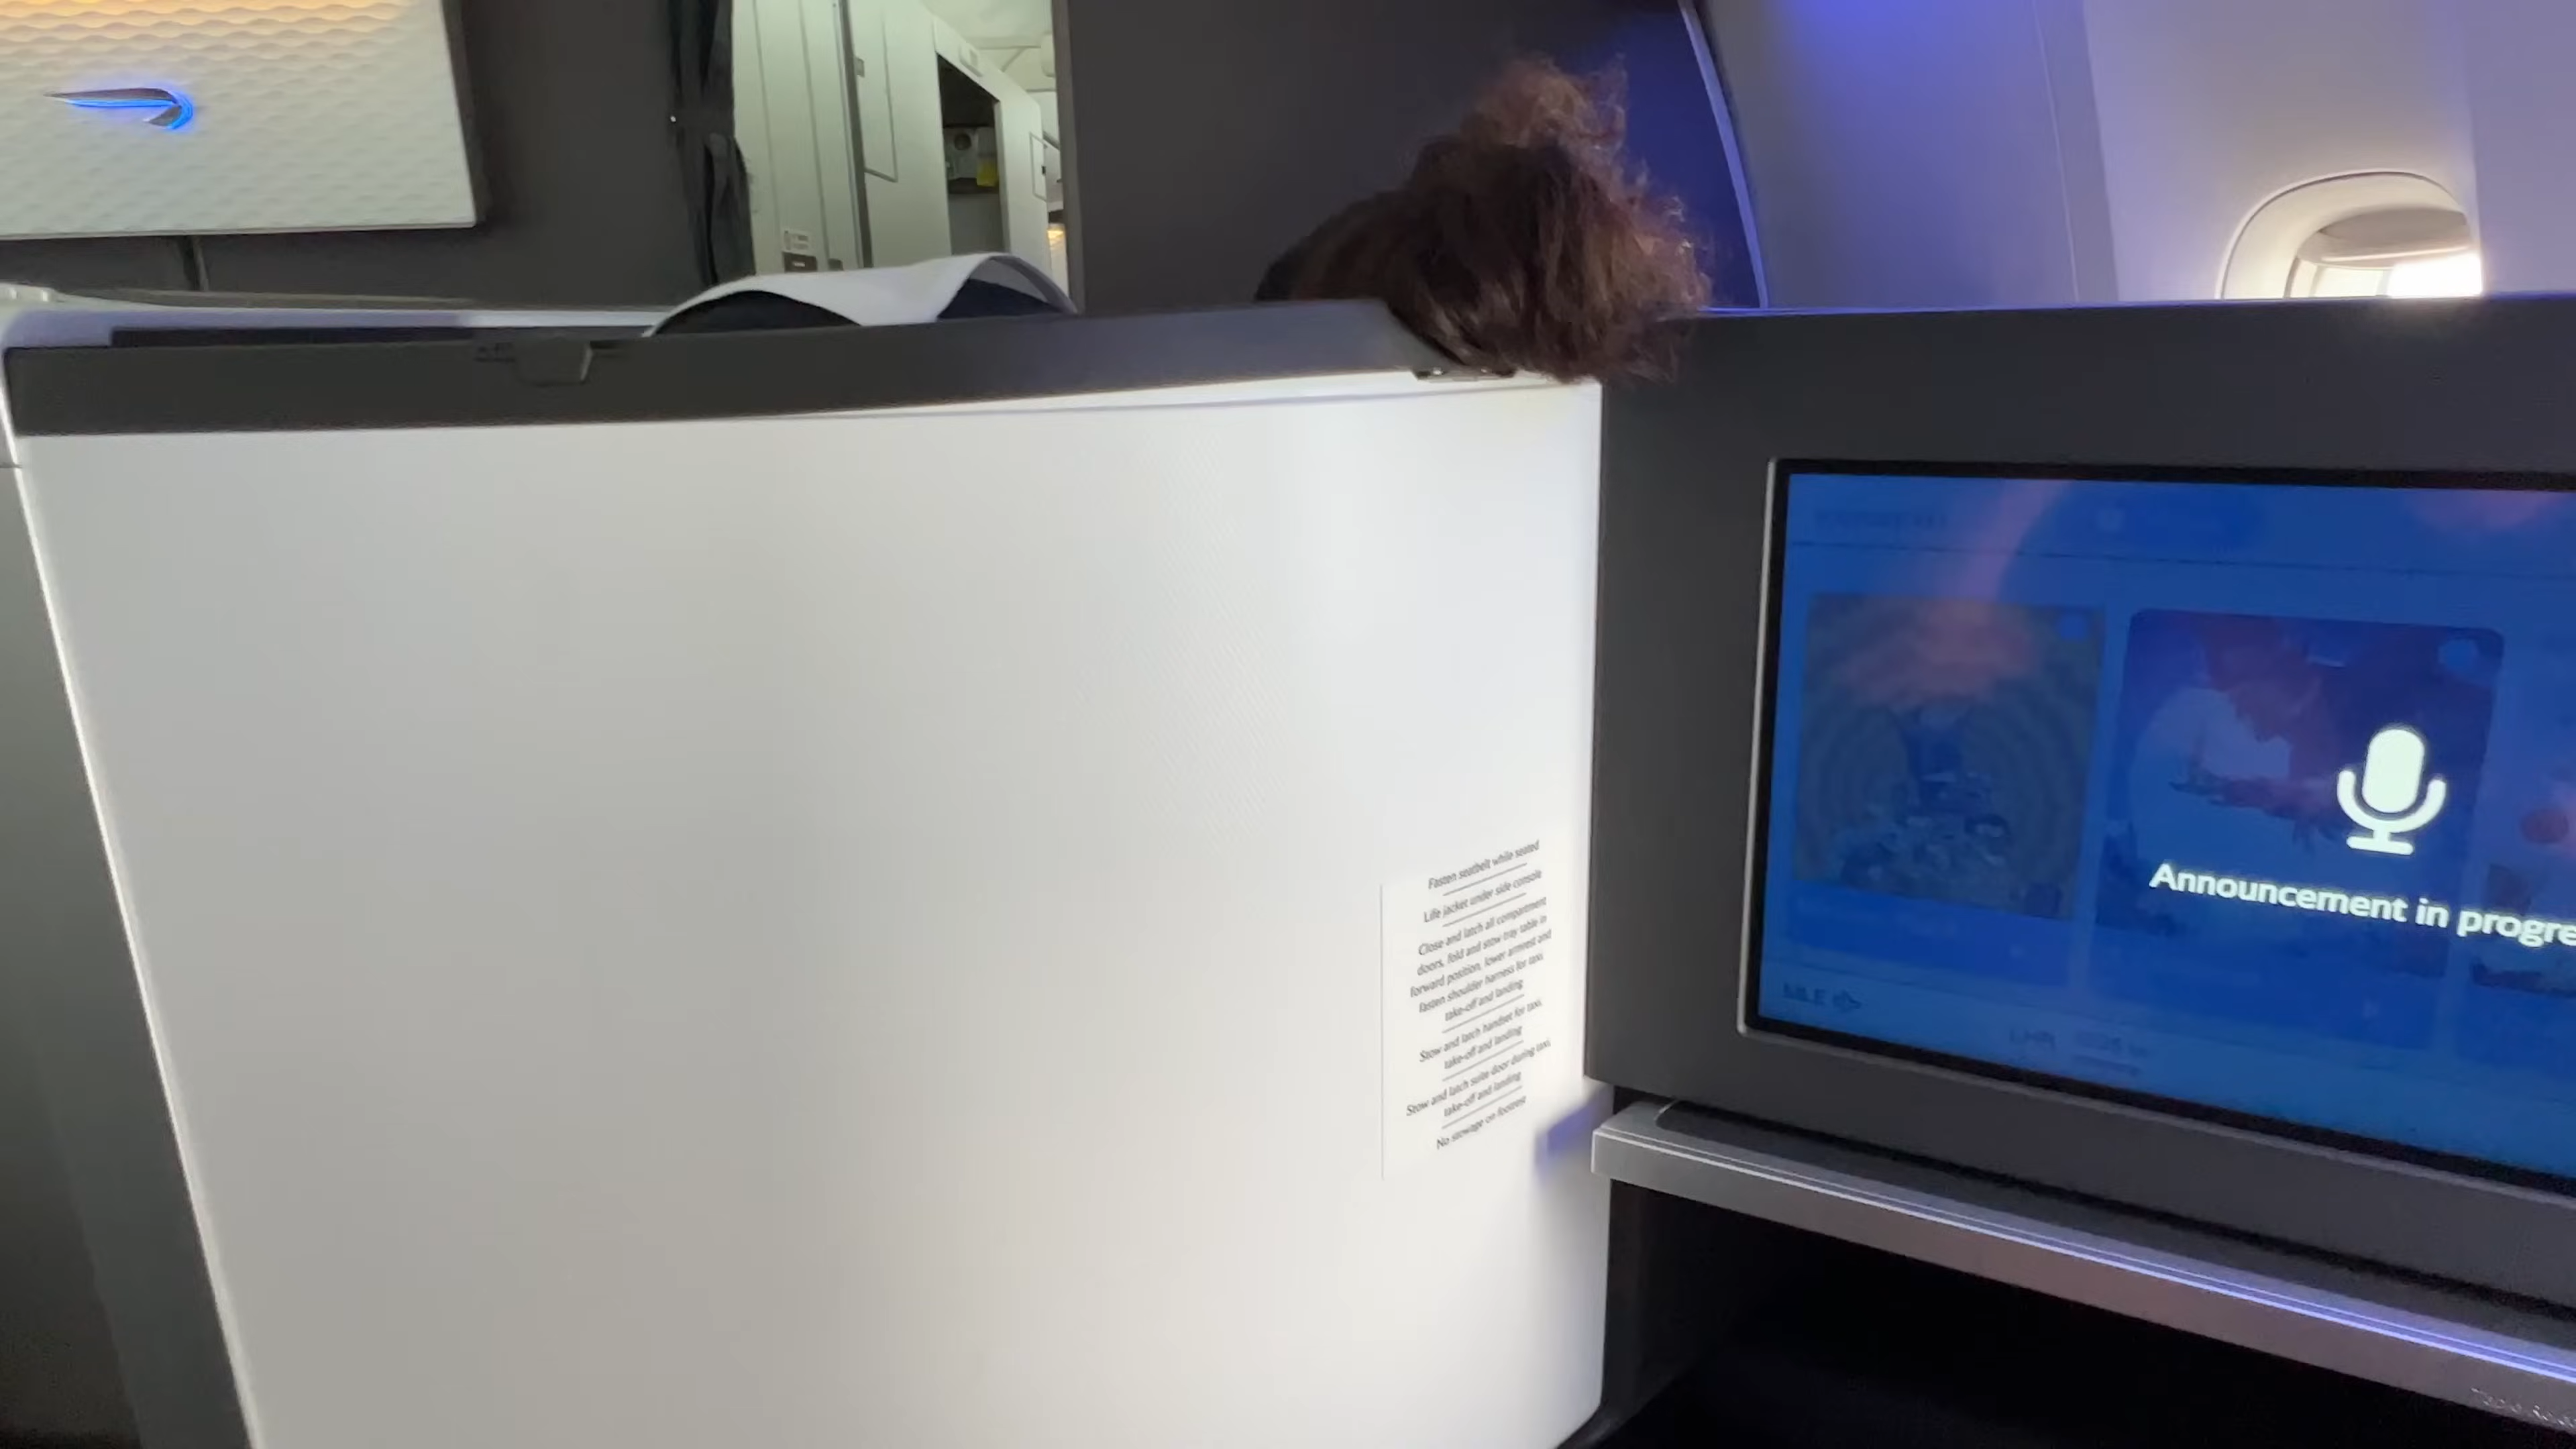 Fasten seatbelt while seated
Life jacket under side console
Close and latch all compartment
doors, fold and stow tray table in
forward position, lower armrest and
fasten shoulder harness for taxi,
take-off and landing
Stow and latch handset for taxi,
take-off and landing
Stow and latch suite door during taxi,
take-off and landing
No stowage on footrest
Announcement in progre
MLE
LHR